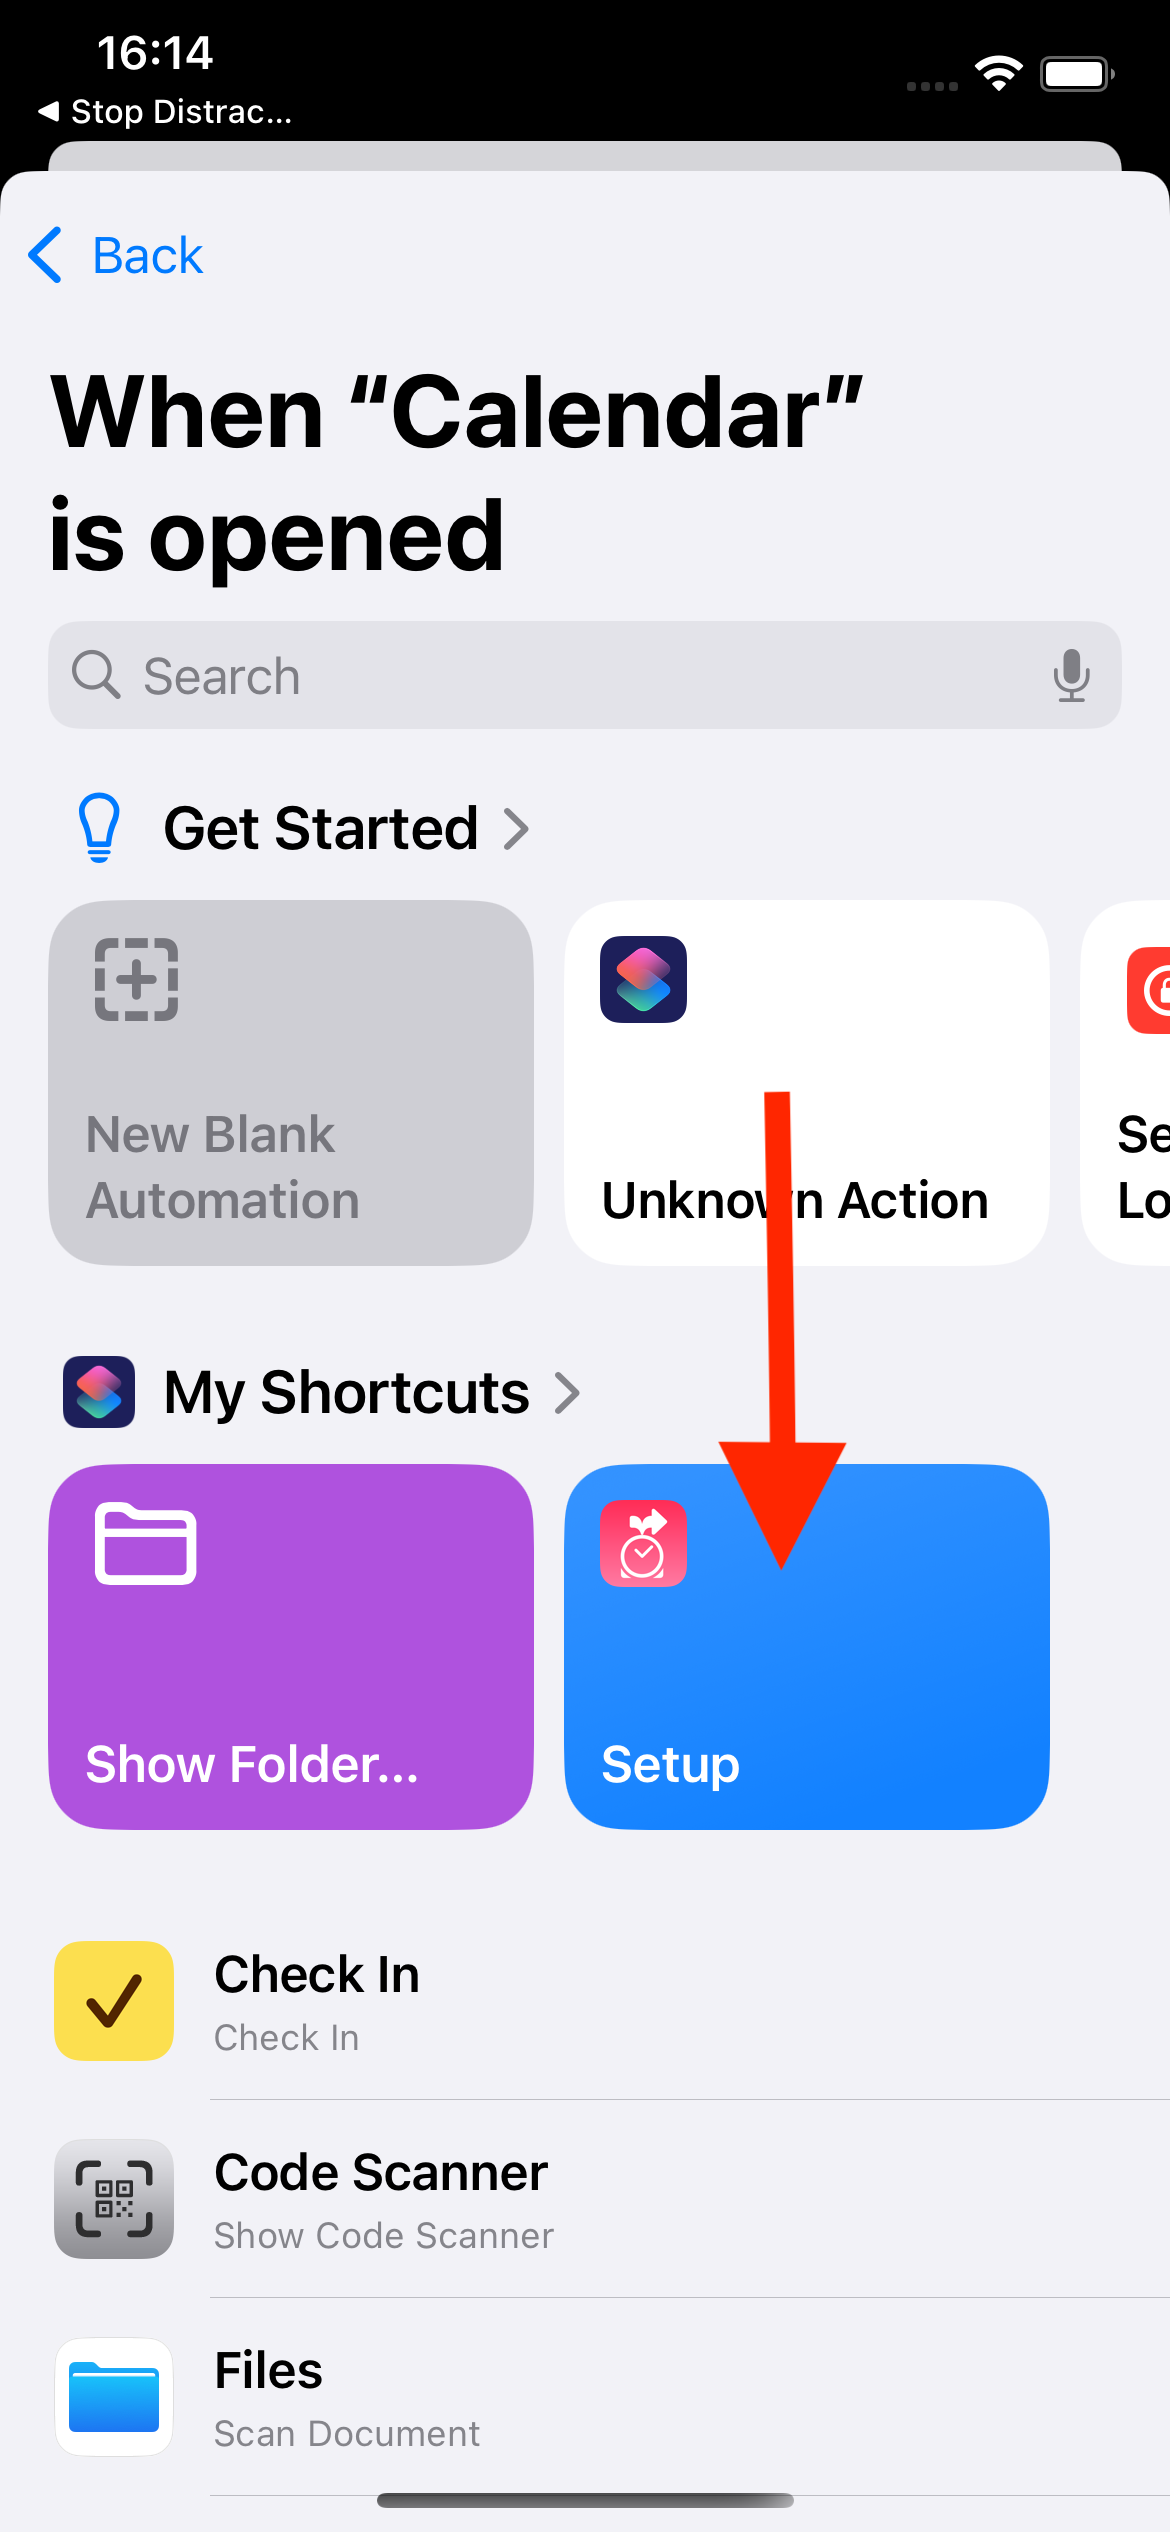 16:14
Stop Distrac...
Back
When “Calendar”
is opened
Search
Get Started
New Blank
Automation
Unknown Action
Se
Lo
My Shortcuts
Show Folder...
Setup
Check In
Check In
Code Scanner
Show Code Scanner
Files
Scan Document